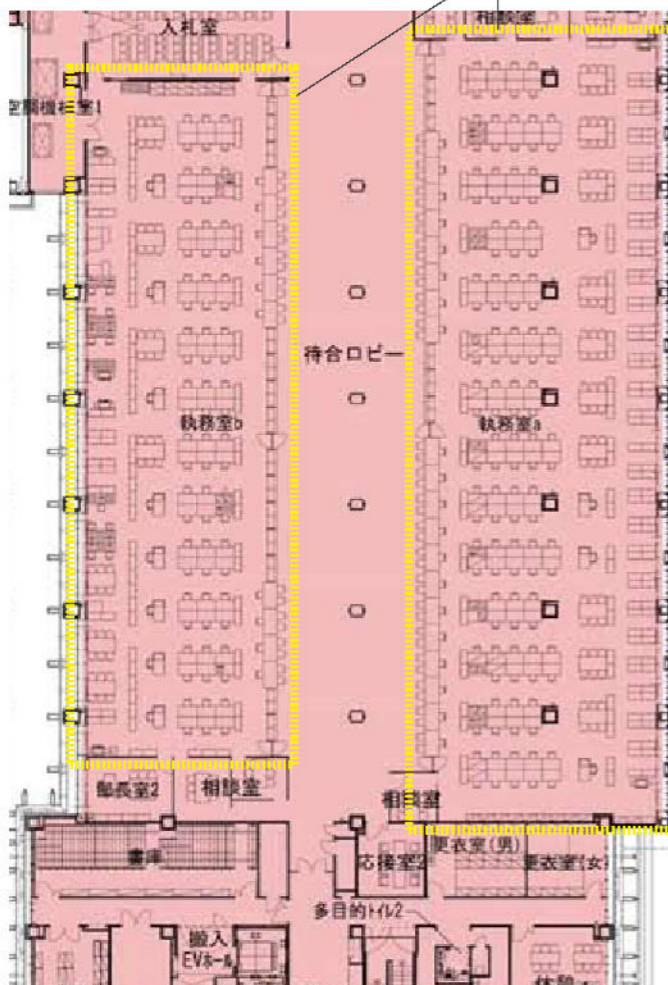 相談室
入札室
空調機械室1
待合ロビー
執務室b
執務室a
部長室2
相談室
相談室
書庫
応接室2
更衣室(男)
更衣室(女)
多目的トイレ2
搬入
EVホール
休憩